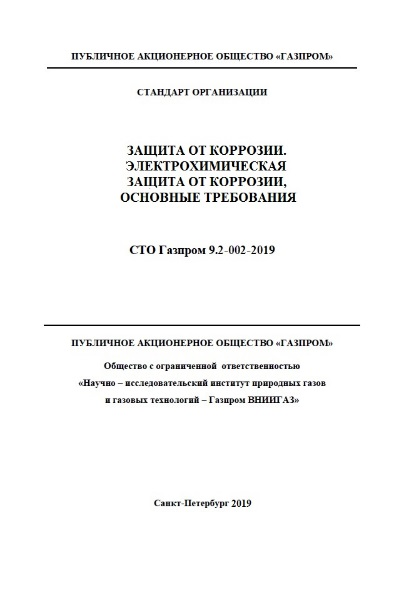 ПУБЛИЧНОЕ АКЦИОНЕРНОЕ ОБЩЕСТВО «ГАЗПРОМ»
СТАНДАРТ ОРГАНИЗАЦИИ
ЗАЩИТА ОТ КОРРОЗИИ.
ЭЛЕКТРОХИМИЧЕСКАЯ
ЗАЩИТА ОТ КОРРОЗИИ,
ОСНОВНЫЕ ТРЕБОВАНИЯ
СТО Газпром 9.2-002-2019
ПУБЛИЧНОЕ АКЦИОНЕРНОЕ ОБЩЕСТВО «ГАЗПРОМ»
Общество с ограниченной ответственностью
«Научно – исследовательский институт природных газов
и газовых технологий – Газпром ВНИИГАЗ»
Санкт-Петербург 2019